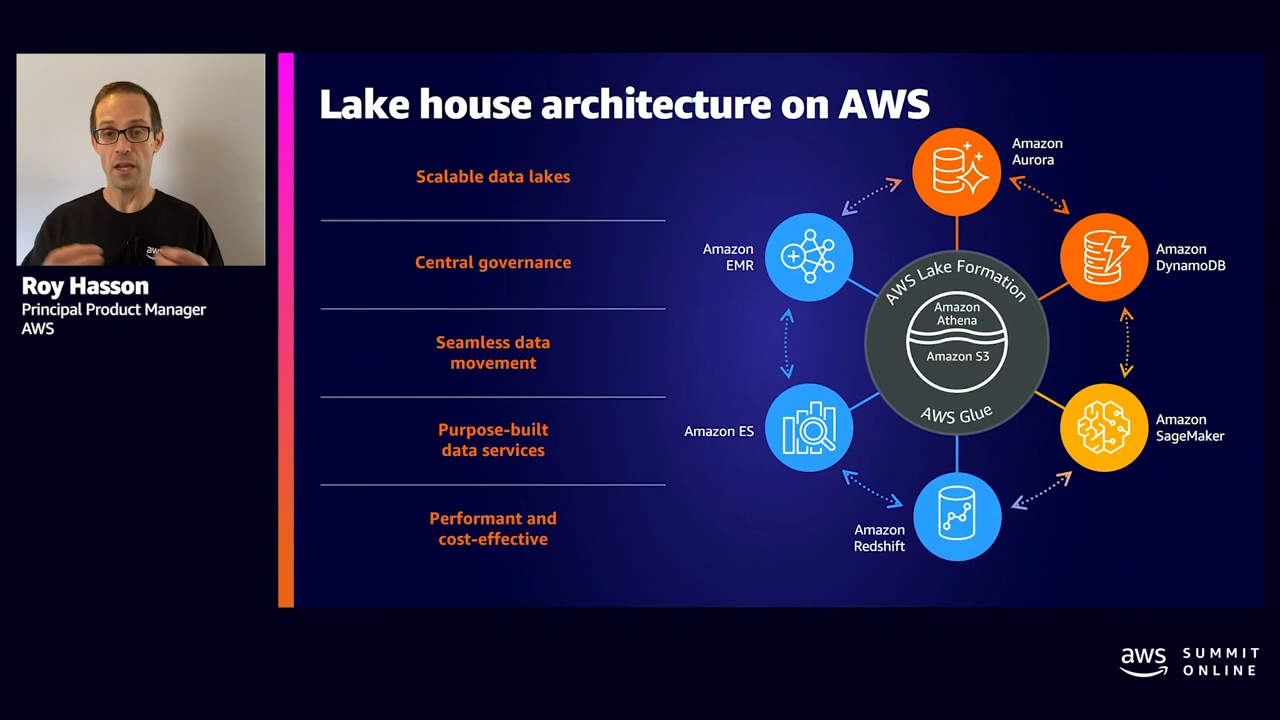 Lake house architecture on AWS
Scalable data lakes
Central governance
Seamless data
movement
Purpose-built
data services
Performant and
cost-effective
Amazon
Aurora
Amazon
EMR
Amazon
DynamoDB
AWS Lake Formation
Amazon
Athena
Amazon S3
AWS Glue
Amazon ES
Amazon
SageMaker
Amazon
Redshift
aws
Roy Hasson
Principal Product Manager
AWS
aws
SUMMIT
ONLINE